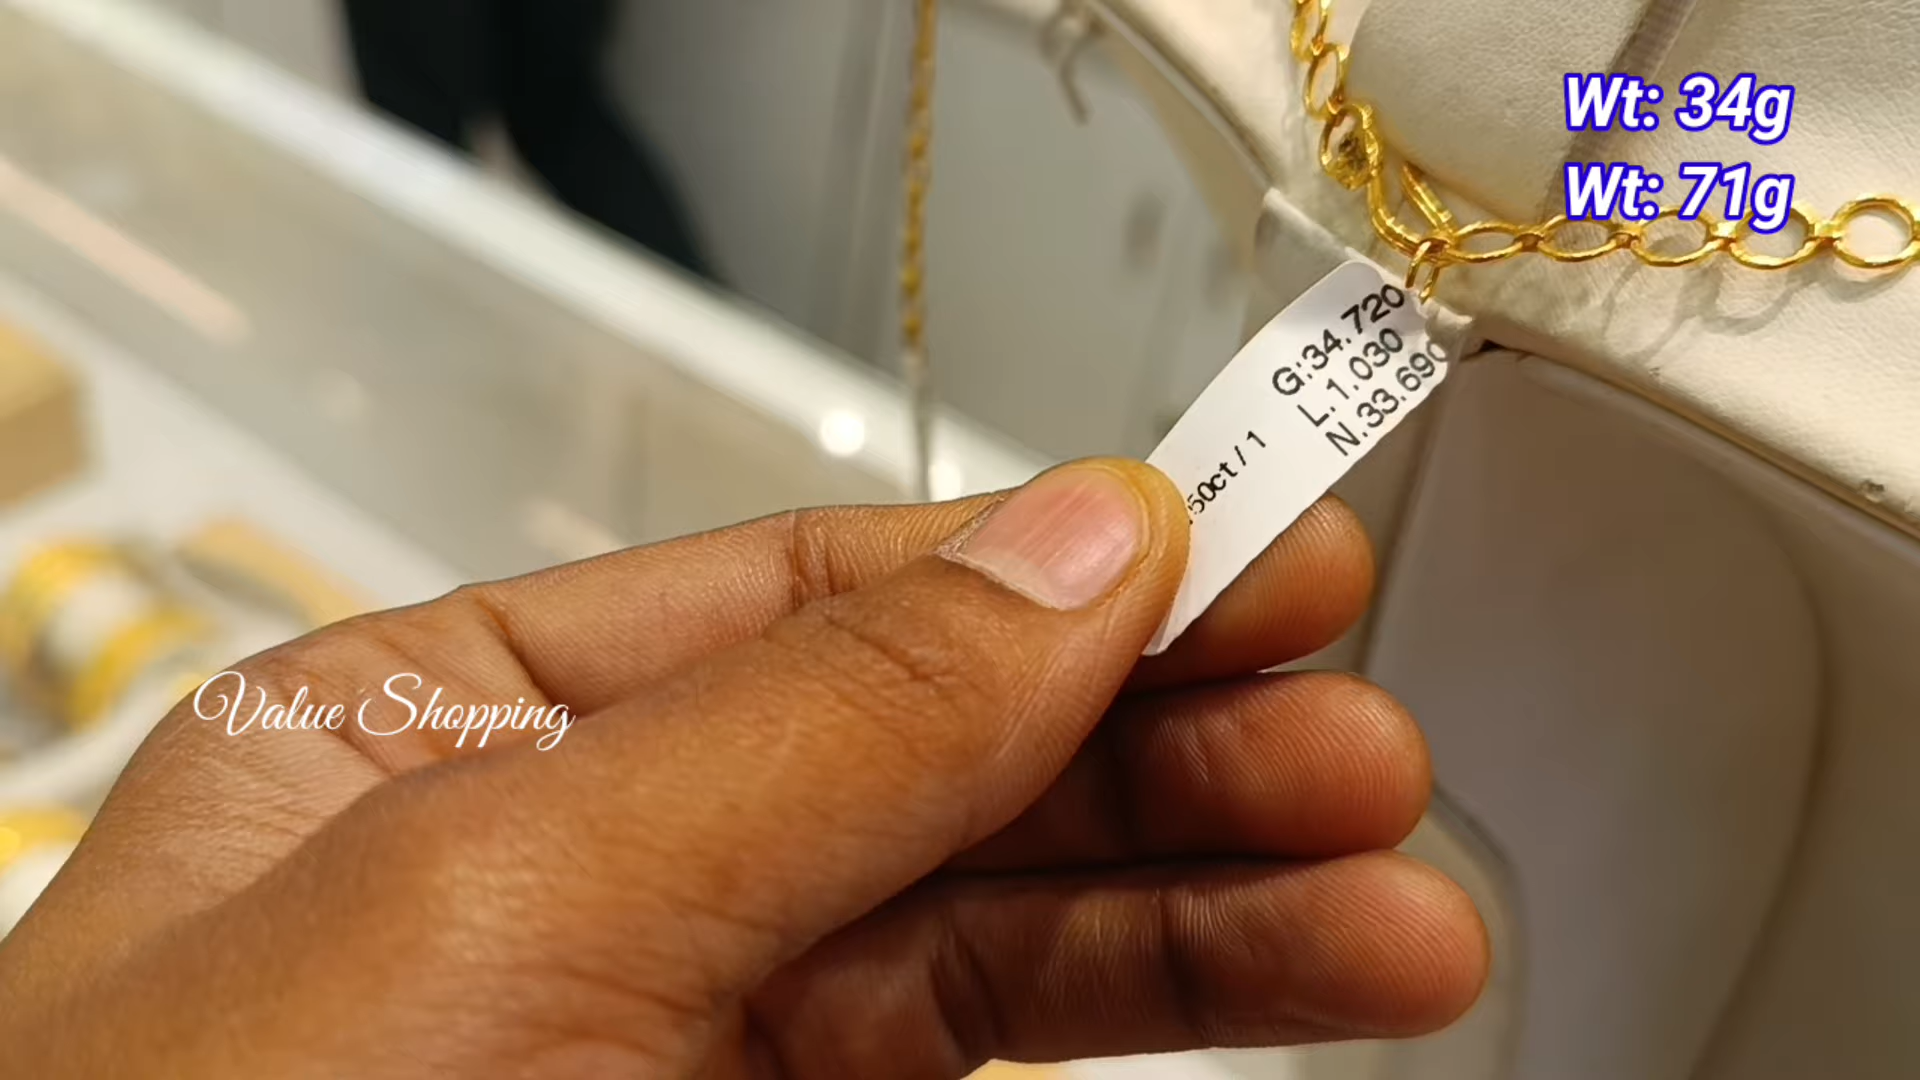 Wt: 34g
Wt: 71g
G:34.720
L.1.030
N.33.690
50ct / 1
Value Shopping